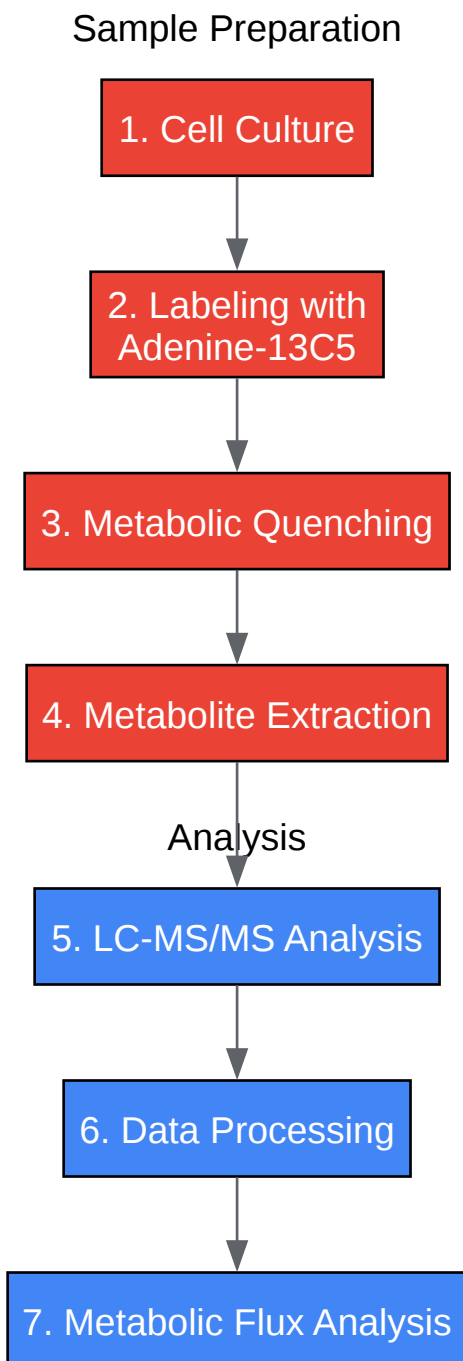 Sample Preparation
1. Cell Culture
2. Labeling with
Adenine-13C5
3. Metabolic Quenching
4. Metabolite Extraction
Analysis
5. LC-MS/MS Analysis
6. Data Processing
7. Metabolic Flux Analysis